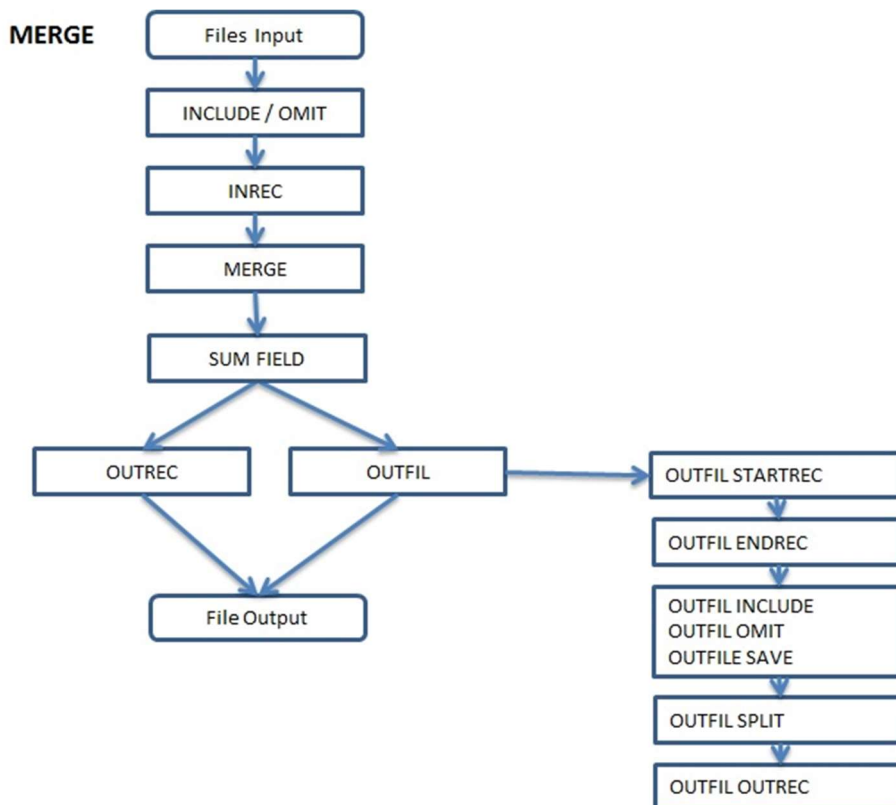 MERGE
Files Input
INCLUDE / OMIT
INREC
MERGE
SUM FIELD
OUTREC
OUTFIL
File Output
OUTFIL STARTREC
OUTFIL ENDREC
OUTFIL INCLUDE
OUTFIL OMIT
OUTFILE SAVE
OUTFIL SPLIT
OUTFIL OUTREC